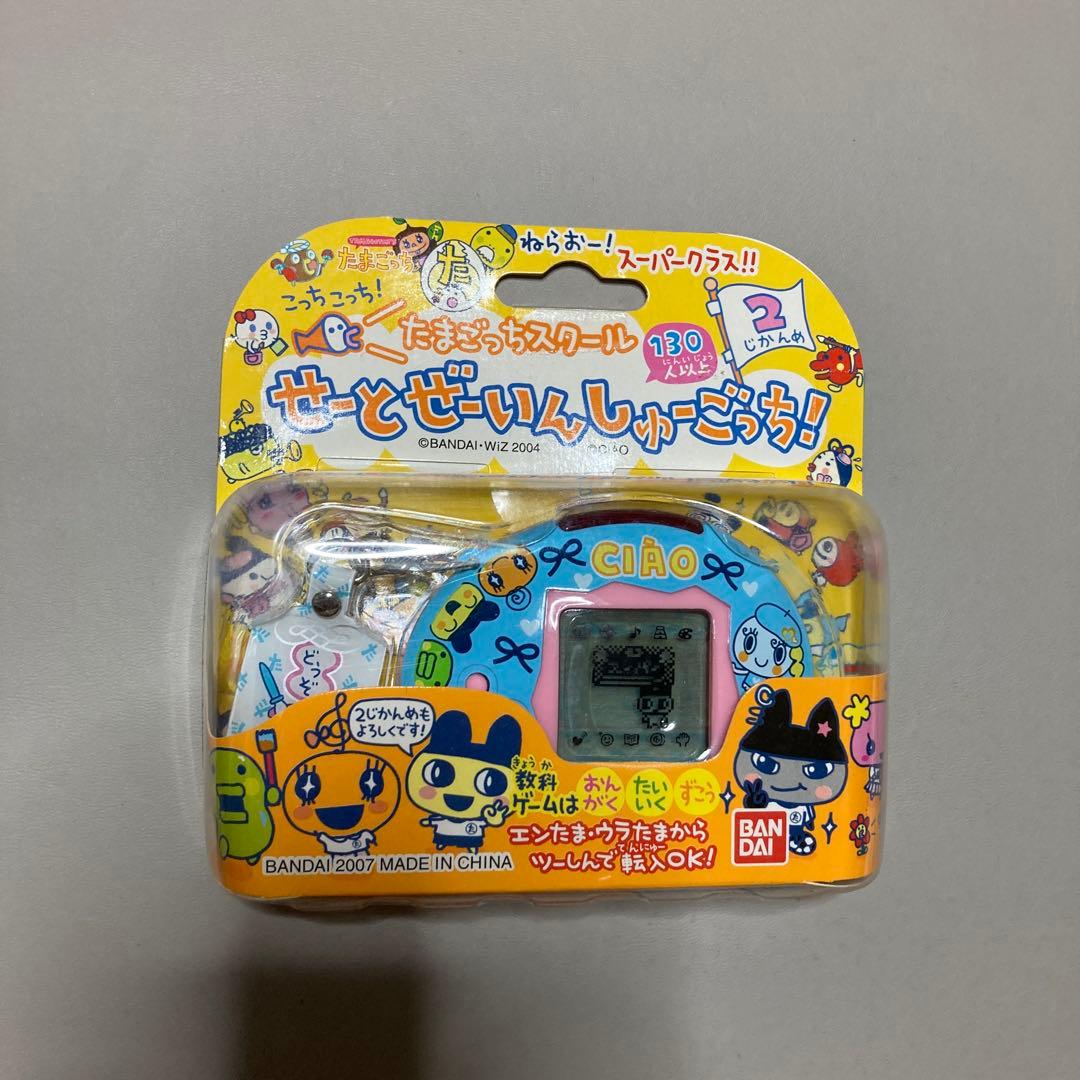 たまごっち
た
ねらおー!
スーパークラス!!
こっちこっち!
たまごっちスクール
130
にんいじょう
人以上
2
じかんめ
せーとぜーいんしゅーごっち!
©BANDAI・WiZ 2004
©CIAO
CIAO
どうぞ
2じかんめも
よろしくです!
きょうか
教科
ゲームは
おんがく
たいいく
ずこう
エンたま・ウラたまから
てんにゅー
ツーしんで転入OK!
BANDAI 2007 MADE IN CHINA
BANDAI